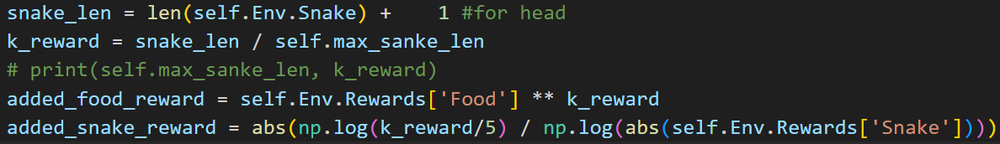 snake_len = len(self.Env.Snake) +   1 #for head
k_reward = snake_len / self.max_sanke_len
# print(self.max_sanke_len, k_reward)
added_food_reward = self.Env.Rewards['Food'] ** k_reward
added_snake_reward = abs(np.log(k_reward/5) / np.log(abs(self.Env.Rewards['Snake'])))